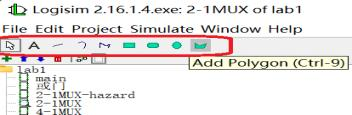 Logisim 2.16.1.4.exe: 2-1MUX of lab1
File Edit Project Simulate Window Help
A
Add Polygon (Ctrl-9)
lab1
main
或门
2-1MUX-hazard
2-1MUX
4-1MUX